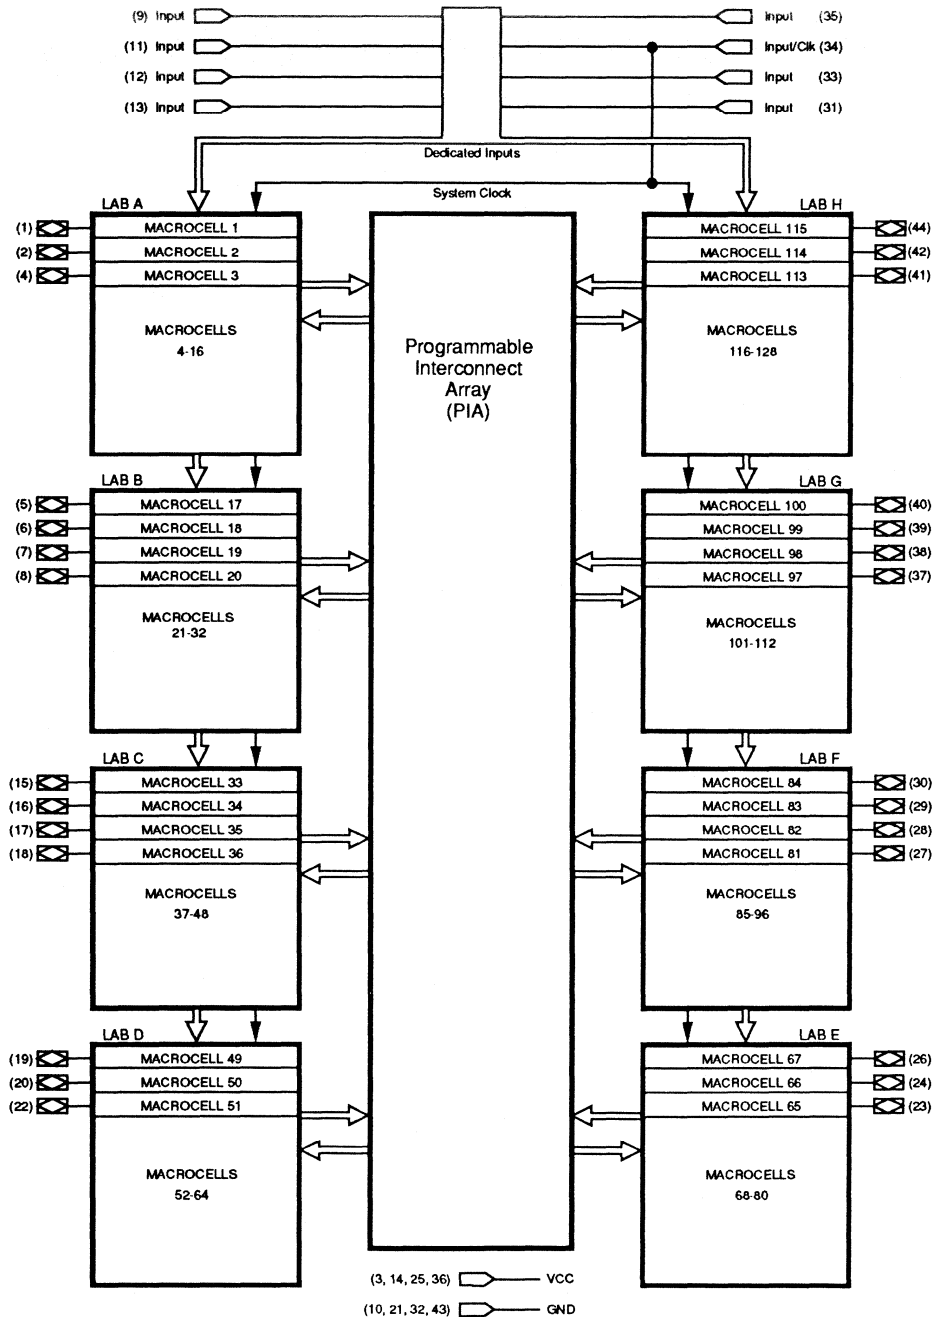 (9) Input
Input (35)
(11) Input
Input/Clk (34)
(12) Input
Input (33)
(13) Input
Input (31)
Dedicated Inputs
System Clock
LAB A
(1) MACROCELL 1
(2) MACROCELL 2
(4) MACROCELL 3
MACROCELLS
4-16
LAB H
MACROCELL 115 (44)
MACROCELL 114 (42)
MACROCELL 113 (41)
MACROCELLS
116-128
Programmable
Interconnect
Array
(PIA)
LAB B
(5) MACROCELL 17
(6) MACROCELL 18
(7) MACROCELL 19
(8) MACROCELL 20
MACROCELLS
21-32
LAB G
MACROCELL 100 (40)
MACROCELL 99 (39)
MACROCELL 98 (38)
MACROCELL 97 (37)
MACROCELLS
101-112
LAB C
(15) MACROCELL 33
(16) MACROCELL 34
(17) MACROCELL 35
(18) MACROCELL 36
MACROCELLS
37-48
LAB F
MACROCELL 84 (30)
MACROCELL 83 (29)
MACROCELL 82 (28)
MACROCELL 81 (27)
MACROCELLS
85-96
LAB D
(19) MACROCELL 49
(20) MACROCELL 50
(22) MACROCELL 51
MACROCELLS
52-64
LAB E
MACROCELL 67 (26)
MACROCELL 66 (24)
MACROCELL 65 (23)
MACROCELLS
68-80
(3, 14, 25, 36) VCC
(10, 21, 32, 43) GND